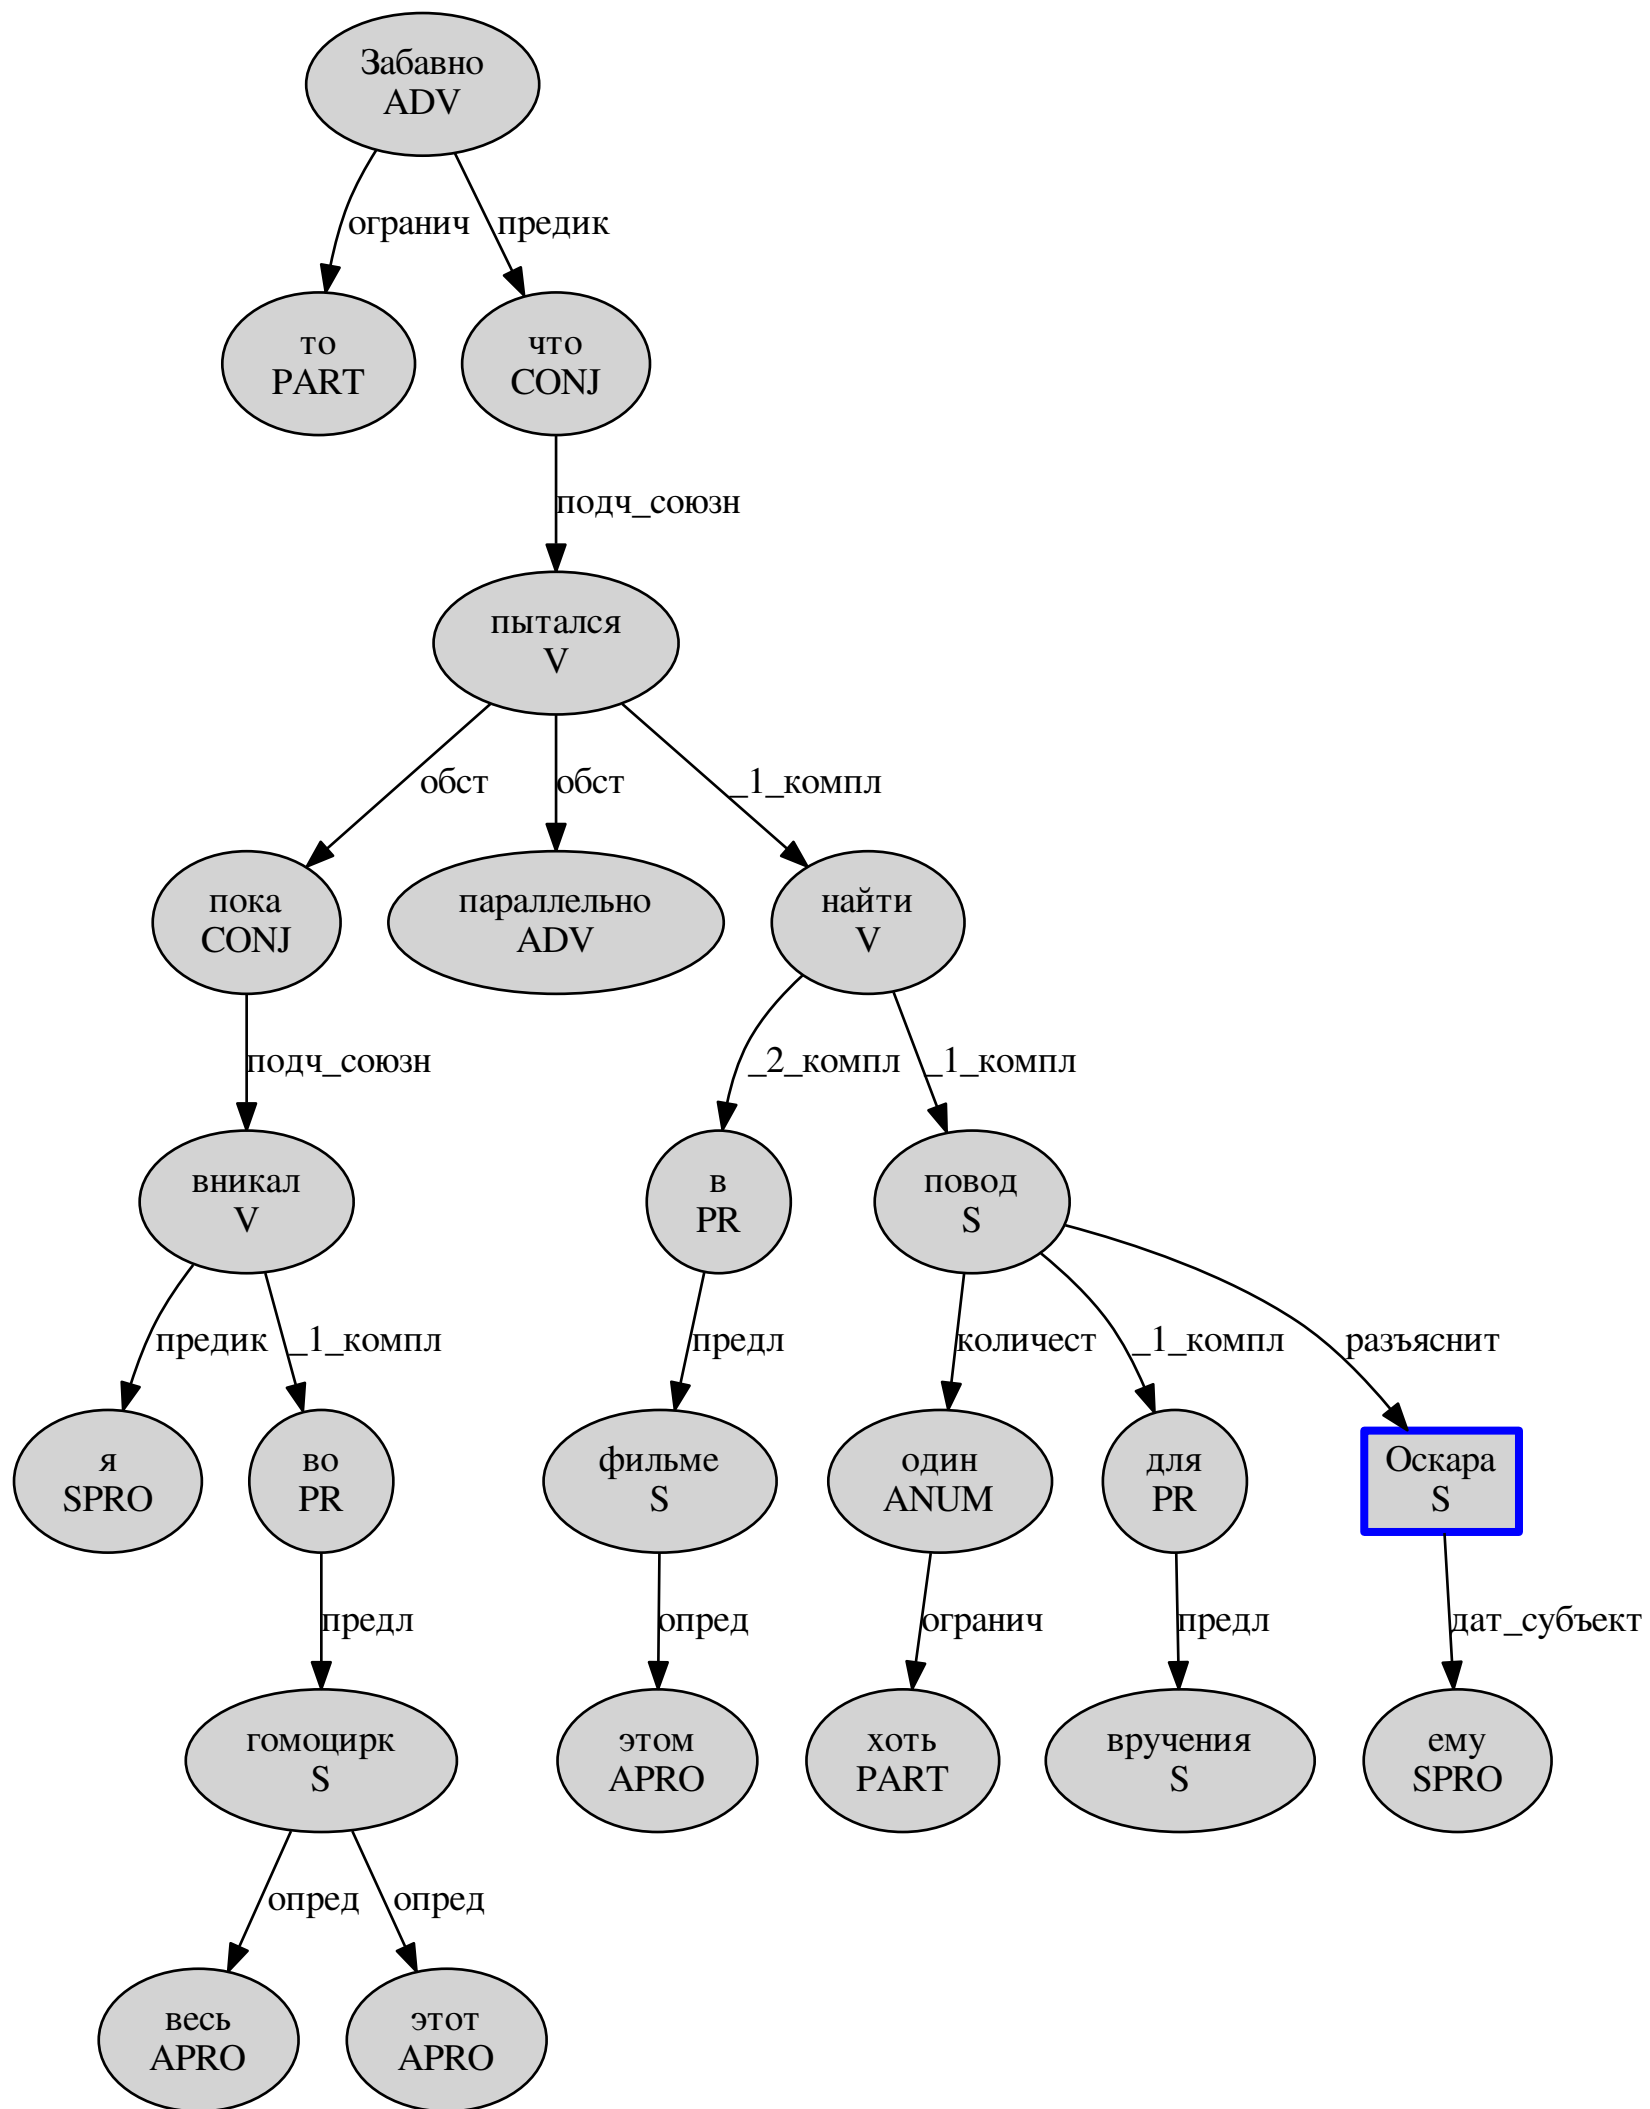 Забавно
ADV
огранич предик
то
PART
что
CONJ
подч_союзн
пытался
V
обст обст _1_компл
пока
CONJ
параллельно
ADV
найти
V
подч_союзн _2_компл _1_компл
вникал
V
в
PR
повод
S
предик _1_компл предл количест _1_компл разъяснит
я
SPRO
во
PR
фильме
S
один
ANUM
для
PR
Оскара
S
предл опред огранич предл дат_субъект
гомоцирк
S
этом
APRO
хоть
PART
вручения
S
ему
SPRO
опред опред
весь
APRO
этот
APRO